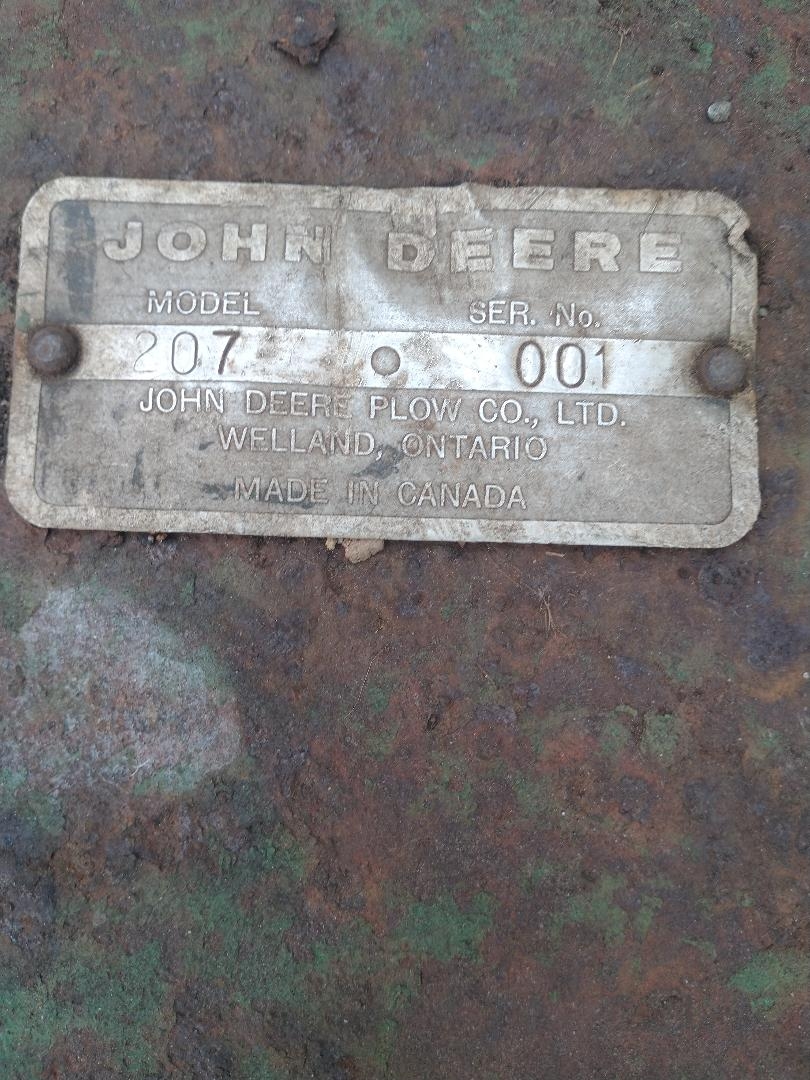 JOHN DEERE
MODEL SER. No.
207 001
JOHN DEERE PLOW CO., LTD.
WELLAND, ONTARIO
MADE IN CANADA